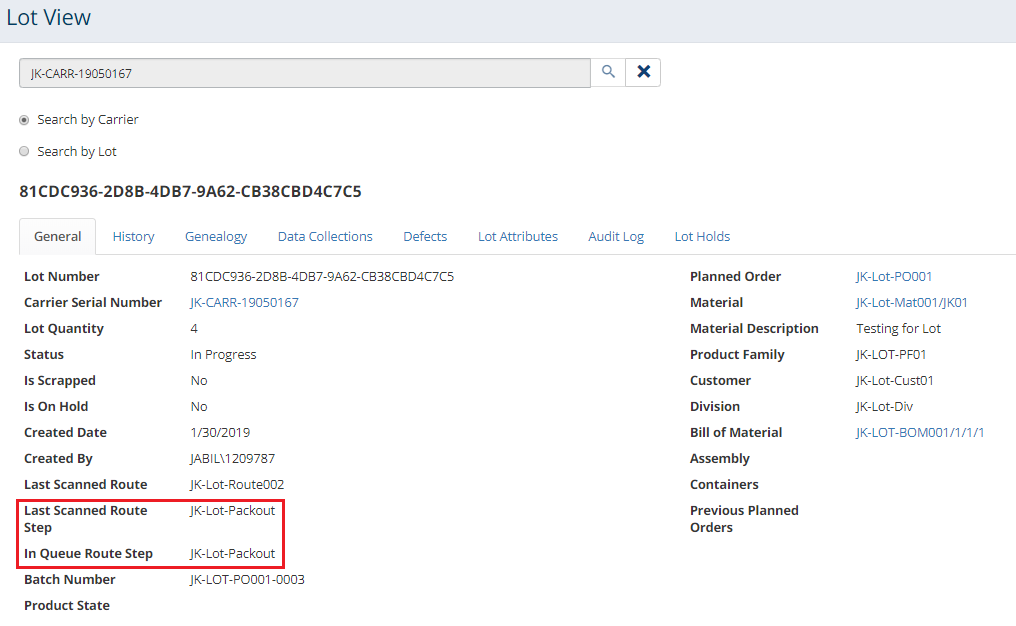 Lot View
JK-CARR-19050167
Search by Carrier
Search by Lot
81CDC936-2D8B-4DB7-9A62-CB38CBD4C7C5
General History Genealogy Data Collections Defects Lot Attributes Audit Log Lot Holds
Lot Number 81CDC936-2D8B-4DB7-9A62-CB38CBD4C7C5
Carrier Serial Number JK-CARR-19050167
Lot Quantity 4
Status In Progress
Is Scrapped No
Is On Hold No
Created Date 1/30/2019
Created By JABIL\1209787
Last Scanned Route JK-Lot-Route002
Last Scanned Route JK-Lot-Packout
Step
In Queue Route Step JK-Lot-Packout
Batch Number JK-LOT-PO001-0003
Product State
Planned Order JK-Lot-PO001
Material JK-Lot-Mat001/JK01
Material Description Testing for Lot
Product Family JK-LOT-PF01
Customer JK-Lot-Cust01
Division JK-Lot-Div
Bill of Material JK-LOT-BOM001/1/1/1
Assembly
Containers
Previous Planned
Orders